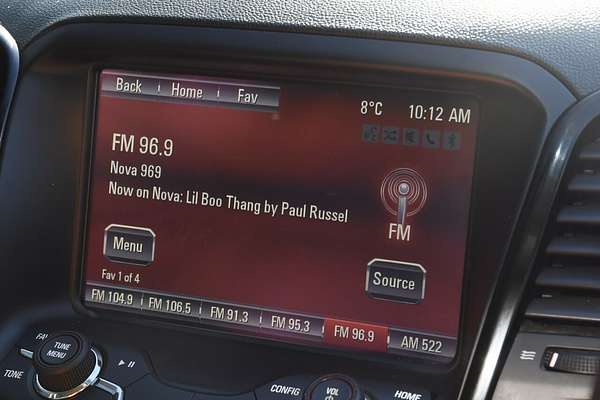 Back Home Fav
8°C 10:12 AM
FM 96.9
Nova 969
Now on Nova: Lil Boo Thang by Paul Russel
FM
Menu
Source
Fav 1 of 4
FM 104.9 FM 106.5 FM 91.3 FM 95.3 FM 96.9 AM 522
FAV
TUNE
MENU
TONE
CONFIG
VOL
HOME